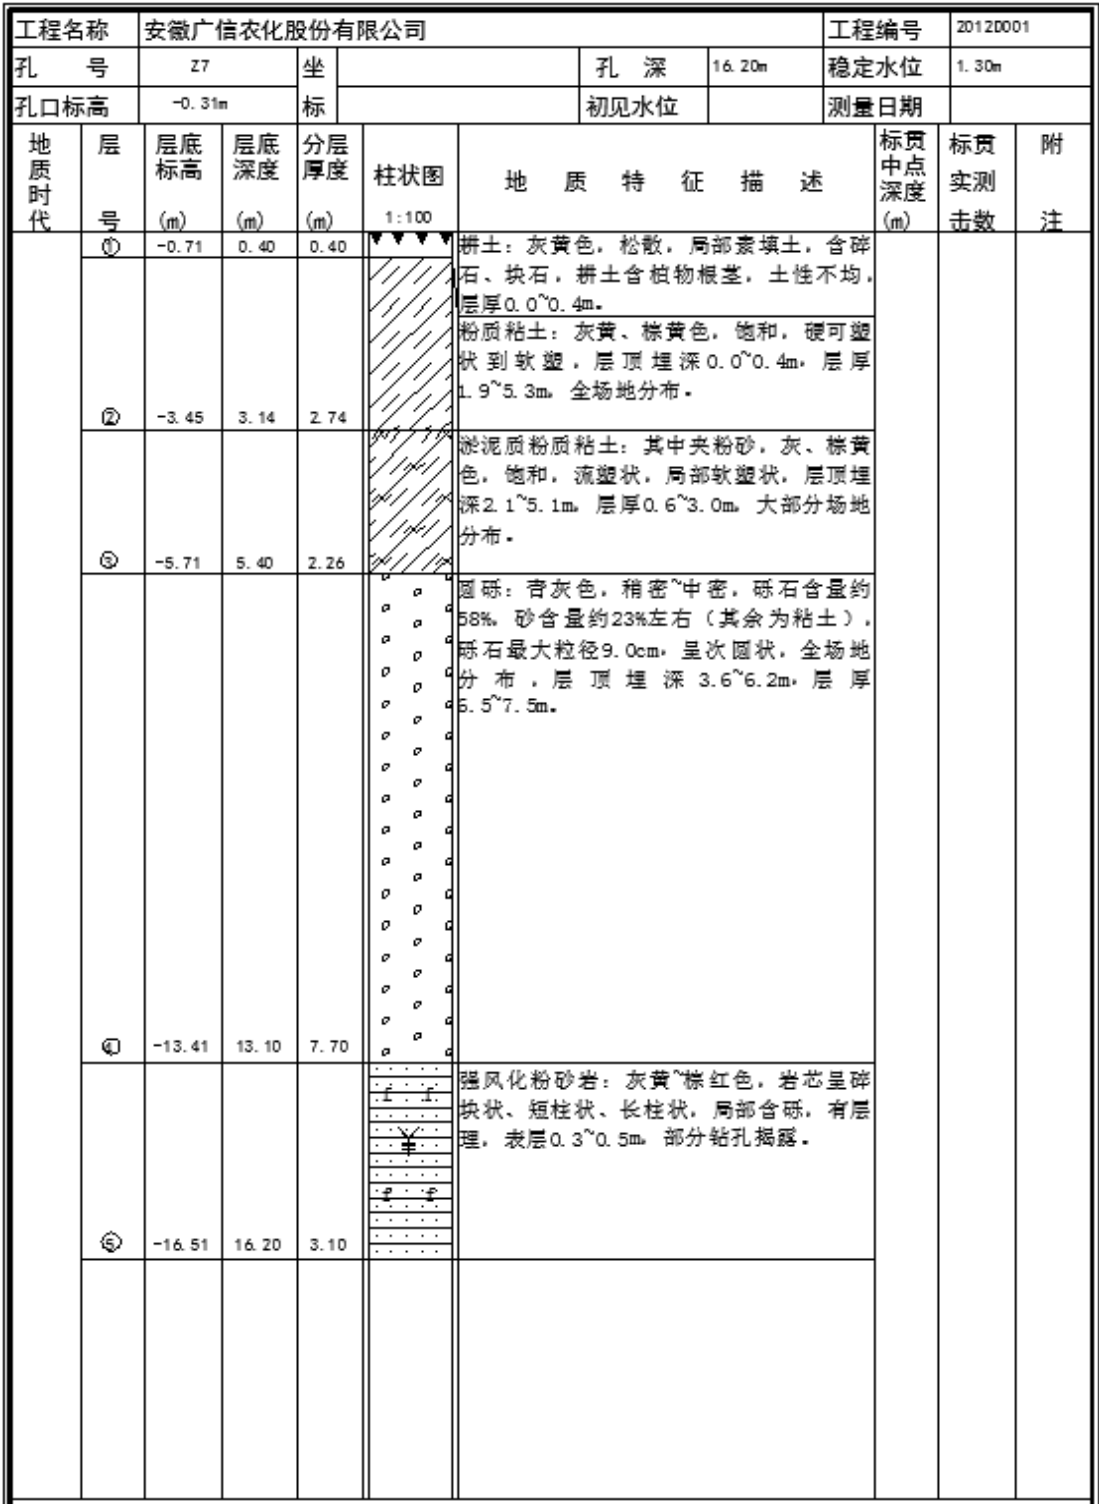 工程名称 安徽广信农化股份有限公司 工程编号 2012D001
孔 号 Z7 坐 孔 深 16.20m 稳定水位 1.30m
孔口标高 -0.31m 标 初见水位 测量日期
地质时代 层号 层底标高(m) 层底深度(m) 分层厚度(m) 柱状图 1:100 地质特征描述 标贯中点深度(m) 标贯实测击数 附注
① -0.71 0.40 0.40 耕土：灰黄色，松散，局部素填土，含碎
石、块石，耕土含植物根茎，土性不均，
层厚0.0~0.4m。
粉质粘土：灰黄、棕黄色，饱和，硬可塑
状到软塑，层顶埋深0.0~0.4m，层厚
1.9~5.3m，全场地分布。
② -3.45 3.14 2.74
淤泥质粉质粘土：其中夹粉砂，灰、棕黄
色，饱和，流塑状，局部软塑状，层顶埋
深2.1~5.1m，层厚0.6~3.0m，大部分场地
分布。
③ -5.71 5.40 2.26
圆砾：青灰色，稍密~中密，砾石含量约
58%，砂含量约23%左右（其余为粘土），
砾石最大粒径9.0cm，呈次圆状，全场地
分布，层顶埋深3.6~6.2m，层厚
6.5~7.5m。
④ -13.41 13.10 7.70
强风化粉砂岩：灰黄~棕红色，岩芯呈碎
块状、短柱状、长柱状，局部含砾，有层
理，表层0.3~0.5m，部分钻孔揭露。
f f
¥
f f
⑤ -16.51 16.20 3.10